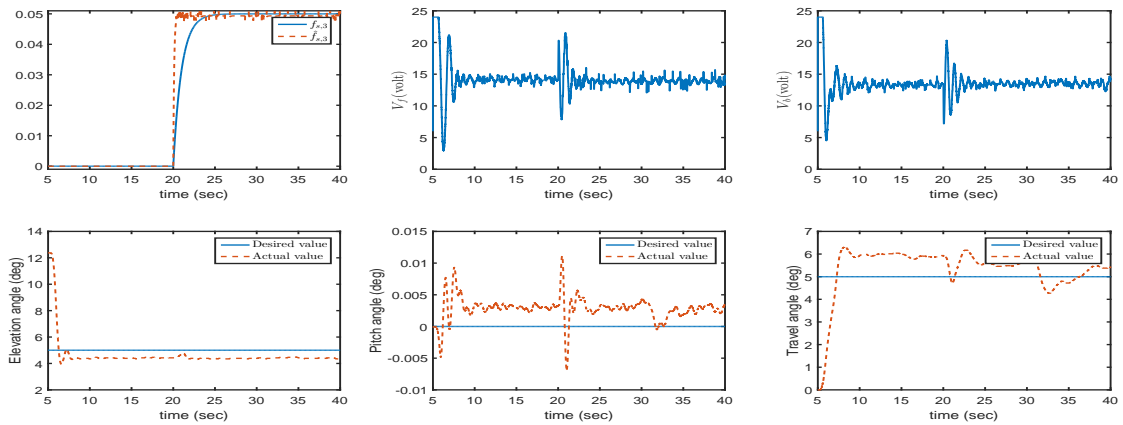 0.05
0.04
0.03
0.02
0.01
0
5 10 15 20 25 30 35 40
time (sec)
f_{s,3}
f̂_{s,3}
25
20
15
10
5
0
5 10 15 20 25 30 35 40
time (sec)
V_f(volt)
25
20
15
10
5
0
5 10 15 20 25 30 35 40
time (sec)
V_b(volt)
14
12
10
8
6
4
2
5 10 15 20 25 30 35 40
time (sec)
Elevation angle (deg)
Desired value
Actual value
0.015
0.01
0.005
0
-0.005
-0.01
5 10 15 20 25 30 35 40
time (sec)
Pitch angle (deg)
Desired value
Actual value
7
6
5
4
3
2
1
0
5 10 15 20 25 30 35 40
time (sec)
Travel angle (deg)
Desired value
Actual value